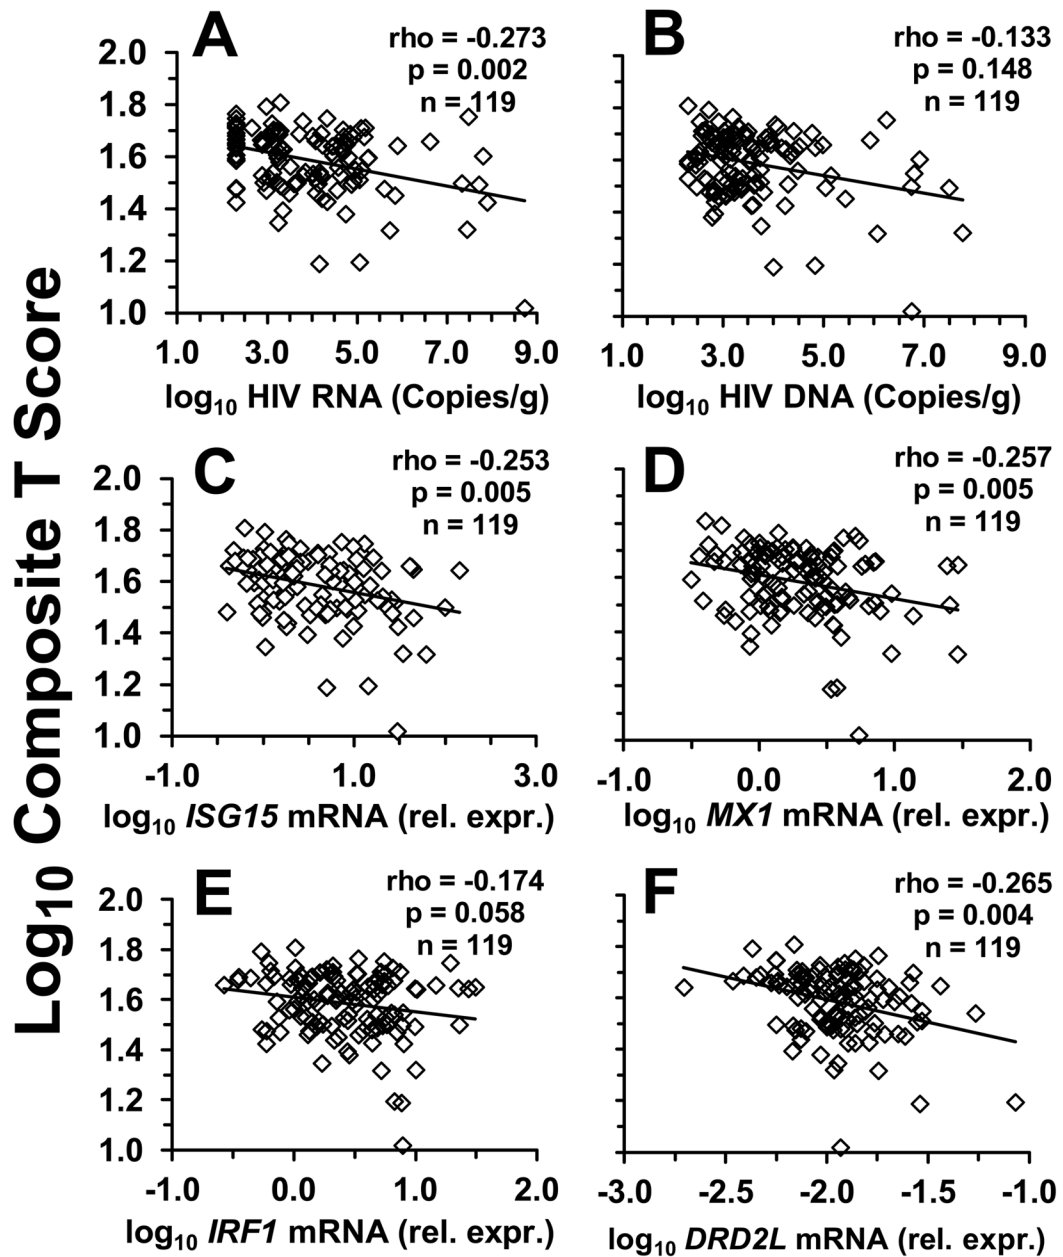 Log10 Composite T Score
A
rho = -0.273
p = 0.002
n = 119
2.0
1.8
1.6
1.4
1.2
1.0
1.0 3.0 5.0 7.0 9.0
log10 HIV RNA (Copies/g)
B
rho = -0.133
p = 0.148
n = 119
1.0 3.0 5.0 7.0 9.0
log10 HIV DNA (Copies/g)
C
rho = -0.253
p = 0.005
n = 119
2.0
1.8
1.6
1.4
1.2
1.0
-1.0 1.0 3.0
log10 ISG15 mRNA (rel. expr.)
D
rho = -0.257
p = 0.005
n = 119
-1.0 0.0 1.0 2.0
log10 MX1 mRNA (rel. expr.)
E
rho = -0.174
p = 0.058
n = 119
2.0
1.8
1.6
1.4
1.2
1.0
-1.0 0.0 1.0 2.0
log10 IRF1 mRNA (rel. expr.)
F
rho = -0.265
p = 0.004
n = 119
-3.0 -2.5 -2.0 -1.5 -1.0
log10 DRD2L mRNA (rel. expr.)